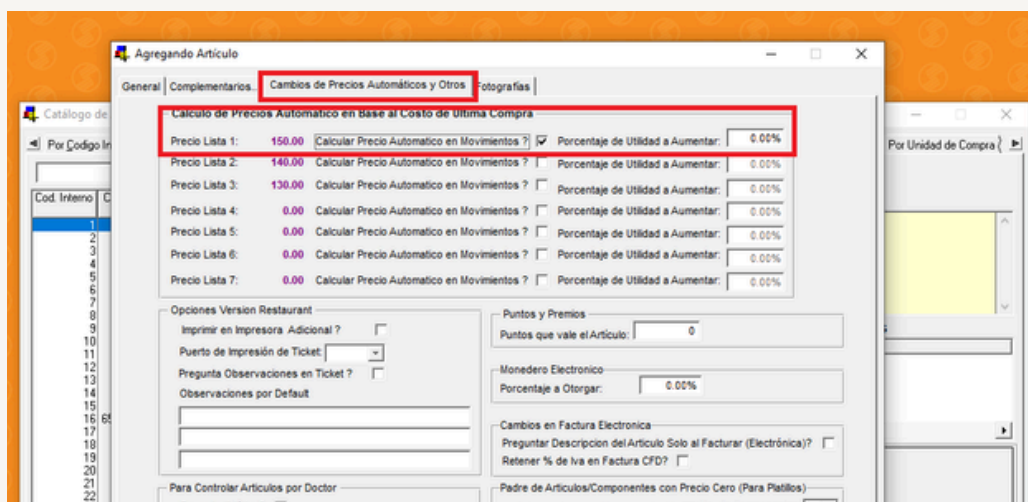 Agregando Artículo
General Complementarios.. Cambios de Precios Automáticos y Otros Fotografías
Catálogo de
Calculo de Precios Automatico en Base al Costo de Ultima Compra
Por Codigo In
Por Unidad de Compra
Precio Lista 1: 150.00 Calcular Precio Automatico en Movimientos ? Porcentaje de Utilidad a Aumentar: 0.00%
Precio Lista 2: 140.00 Calcular Precio Automatico en Movimientos ? Porcentaje de Utilidad a Aumentar: 0.00%
Precio Lista 3: 130.00 Calcular Precio Automatico en Movimientos ? Porcentaje de Utilidad a Aumentar: 0.00%
Cod. Interno C
Precio Lista 4: 0.00 Calcular Precio Automatico en Movimientos ? Porcentaje de Utilidad a Aumentar: 0.00%
Precio Lista 5: 0.00 Calcular Precio Automatico en Movimientos ? Porcentaje de Utilidad a Aumentar: 0.00%
Precio Lista 6: 0.00 Calcular Precio Automatico en Movimientos ? Porcentaje de Utilidad a Aumentar: 0.00%
Precio Lista 7: 0.00 Calcular Precio Automatico en Movimientos ? Porcentaje de Utilidad a Aumentar: 0.00%
1
2
3
4
5
6
7
8
9
10
11
12
13
14
15
16 65
17
18
19
20
21
22
Opciones Version Restaurant
Imprimir en Impresora Adicional ?
Puerto de Impresión de Ticket:
Pregunta Observaciones en Ticket ?
Observaciones por Default
Para Controlar Articulos por Doctor
Puntos y Premios
Puntos que vale el Artículo: 0
Monedero Electronico
Porcentaje a Otorgar: 0.00%
Cambios en Factura Electronica
Preguntar Descripcion del Articulo Solo al Facturar (Electrónica)?
Retener % de Iva en Factura CFD?
Padre de Articulos/Componentes con Precio Cero (Para Platillos)